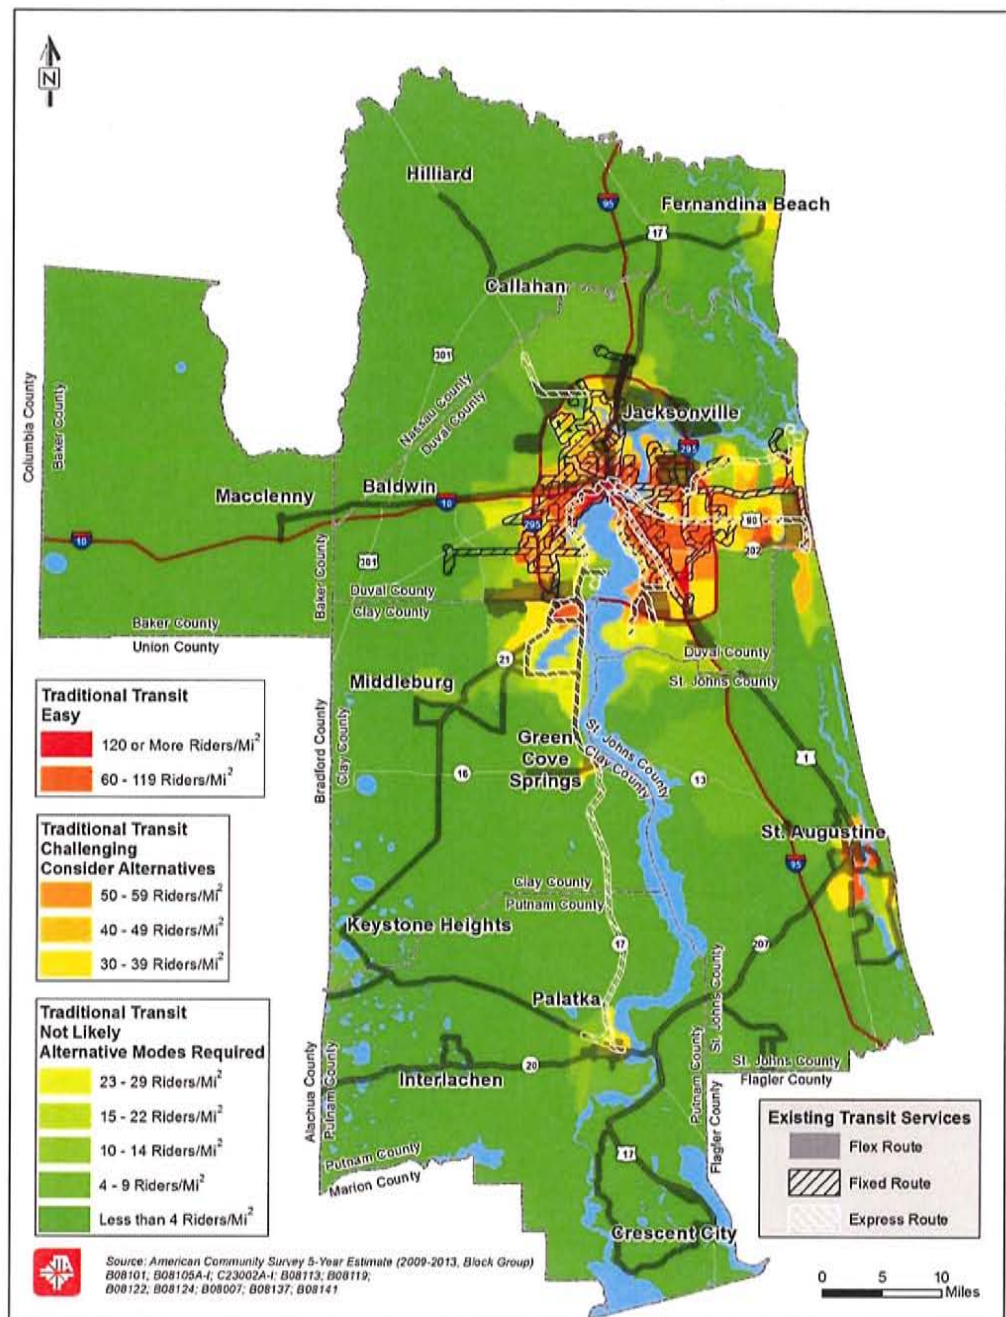 N
Hilliard
95
Fernandina Beach
17
Callahan
301
Nassau County
Duval County
Columbia County
Baker County
Jacksonville
295
Macclenny
Baldwin
10
10
295
90
202
301
Baker County
Duval County
Clay County
Baker County
Union County
21
Duval County
St. Johns County
Middleburg
Bradford County
Clay County
Green
Cove
Springs
St. Johns County
Clay County
16
13
1
St. Augustine
95
Clay County
Putnam County
Keystone Heights
17
207
Palatka
St. Johns County
Putnam County
Flagler County
20
St. Johns County
Flagler County
Interlachen
Alachua County
Putnam County
Putnam County
Marion County
17
Crescent City
Traditional Transit
Easy
120 or More Riders/Mi²
60 - 119 Riders/Mi²
Traditional Transit
Challenging
Consider Alternatives
50 - 59 Riders/Mi²
40 - 49 Riders/Mi²
30 - 39 Riders/Mi²
Traditional Transit
Not Likely
Alternative Modes Required
23 - 29 Riders/Mi²
15 - 22 Riders/Mi²
10 - 14 Riders/Mi²
4 - 9 Riders/Mi²
Less than 4 Riders/Mi²
Existing Transit Services
Flex Route
Fixed Route
Express Route
JTA
Source: American Community Survey 5-Year Estimate (2009-2013, Block Group)
B08101; B08105A-I; C23002A-I; B08113; B08119;
B08122; B08124; B08007; B08137; B08141
0 5 10
Miles